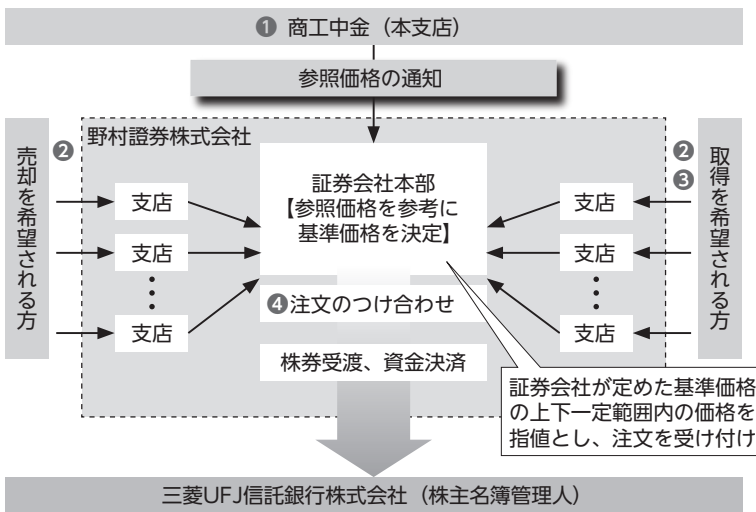 ❶ 商工中金（本支店）
参照価格の通知
野村證券株式会社
売却を希望される方
❷
支店
支店
支店
証券会社本部
【参照価格を参考に
基準価格を決定】
❹注文のつけ合わせ
株券受渡、資金決済
❷
❸
取得を希望される方
支店
支店
支店
証券会社が定めた基準価格
の上下一定範囲内の価格を
指値とし、注文を受け付け
三菱UFJ信託銀行株式会社（株主名簿管理人）